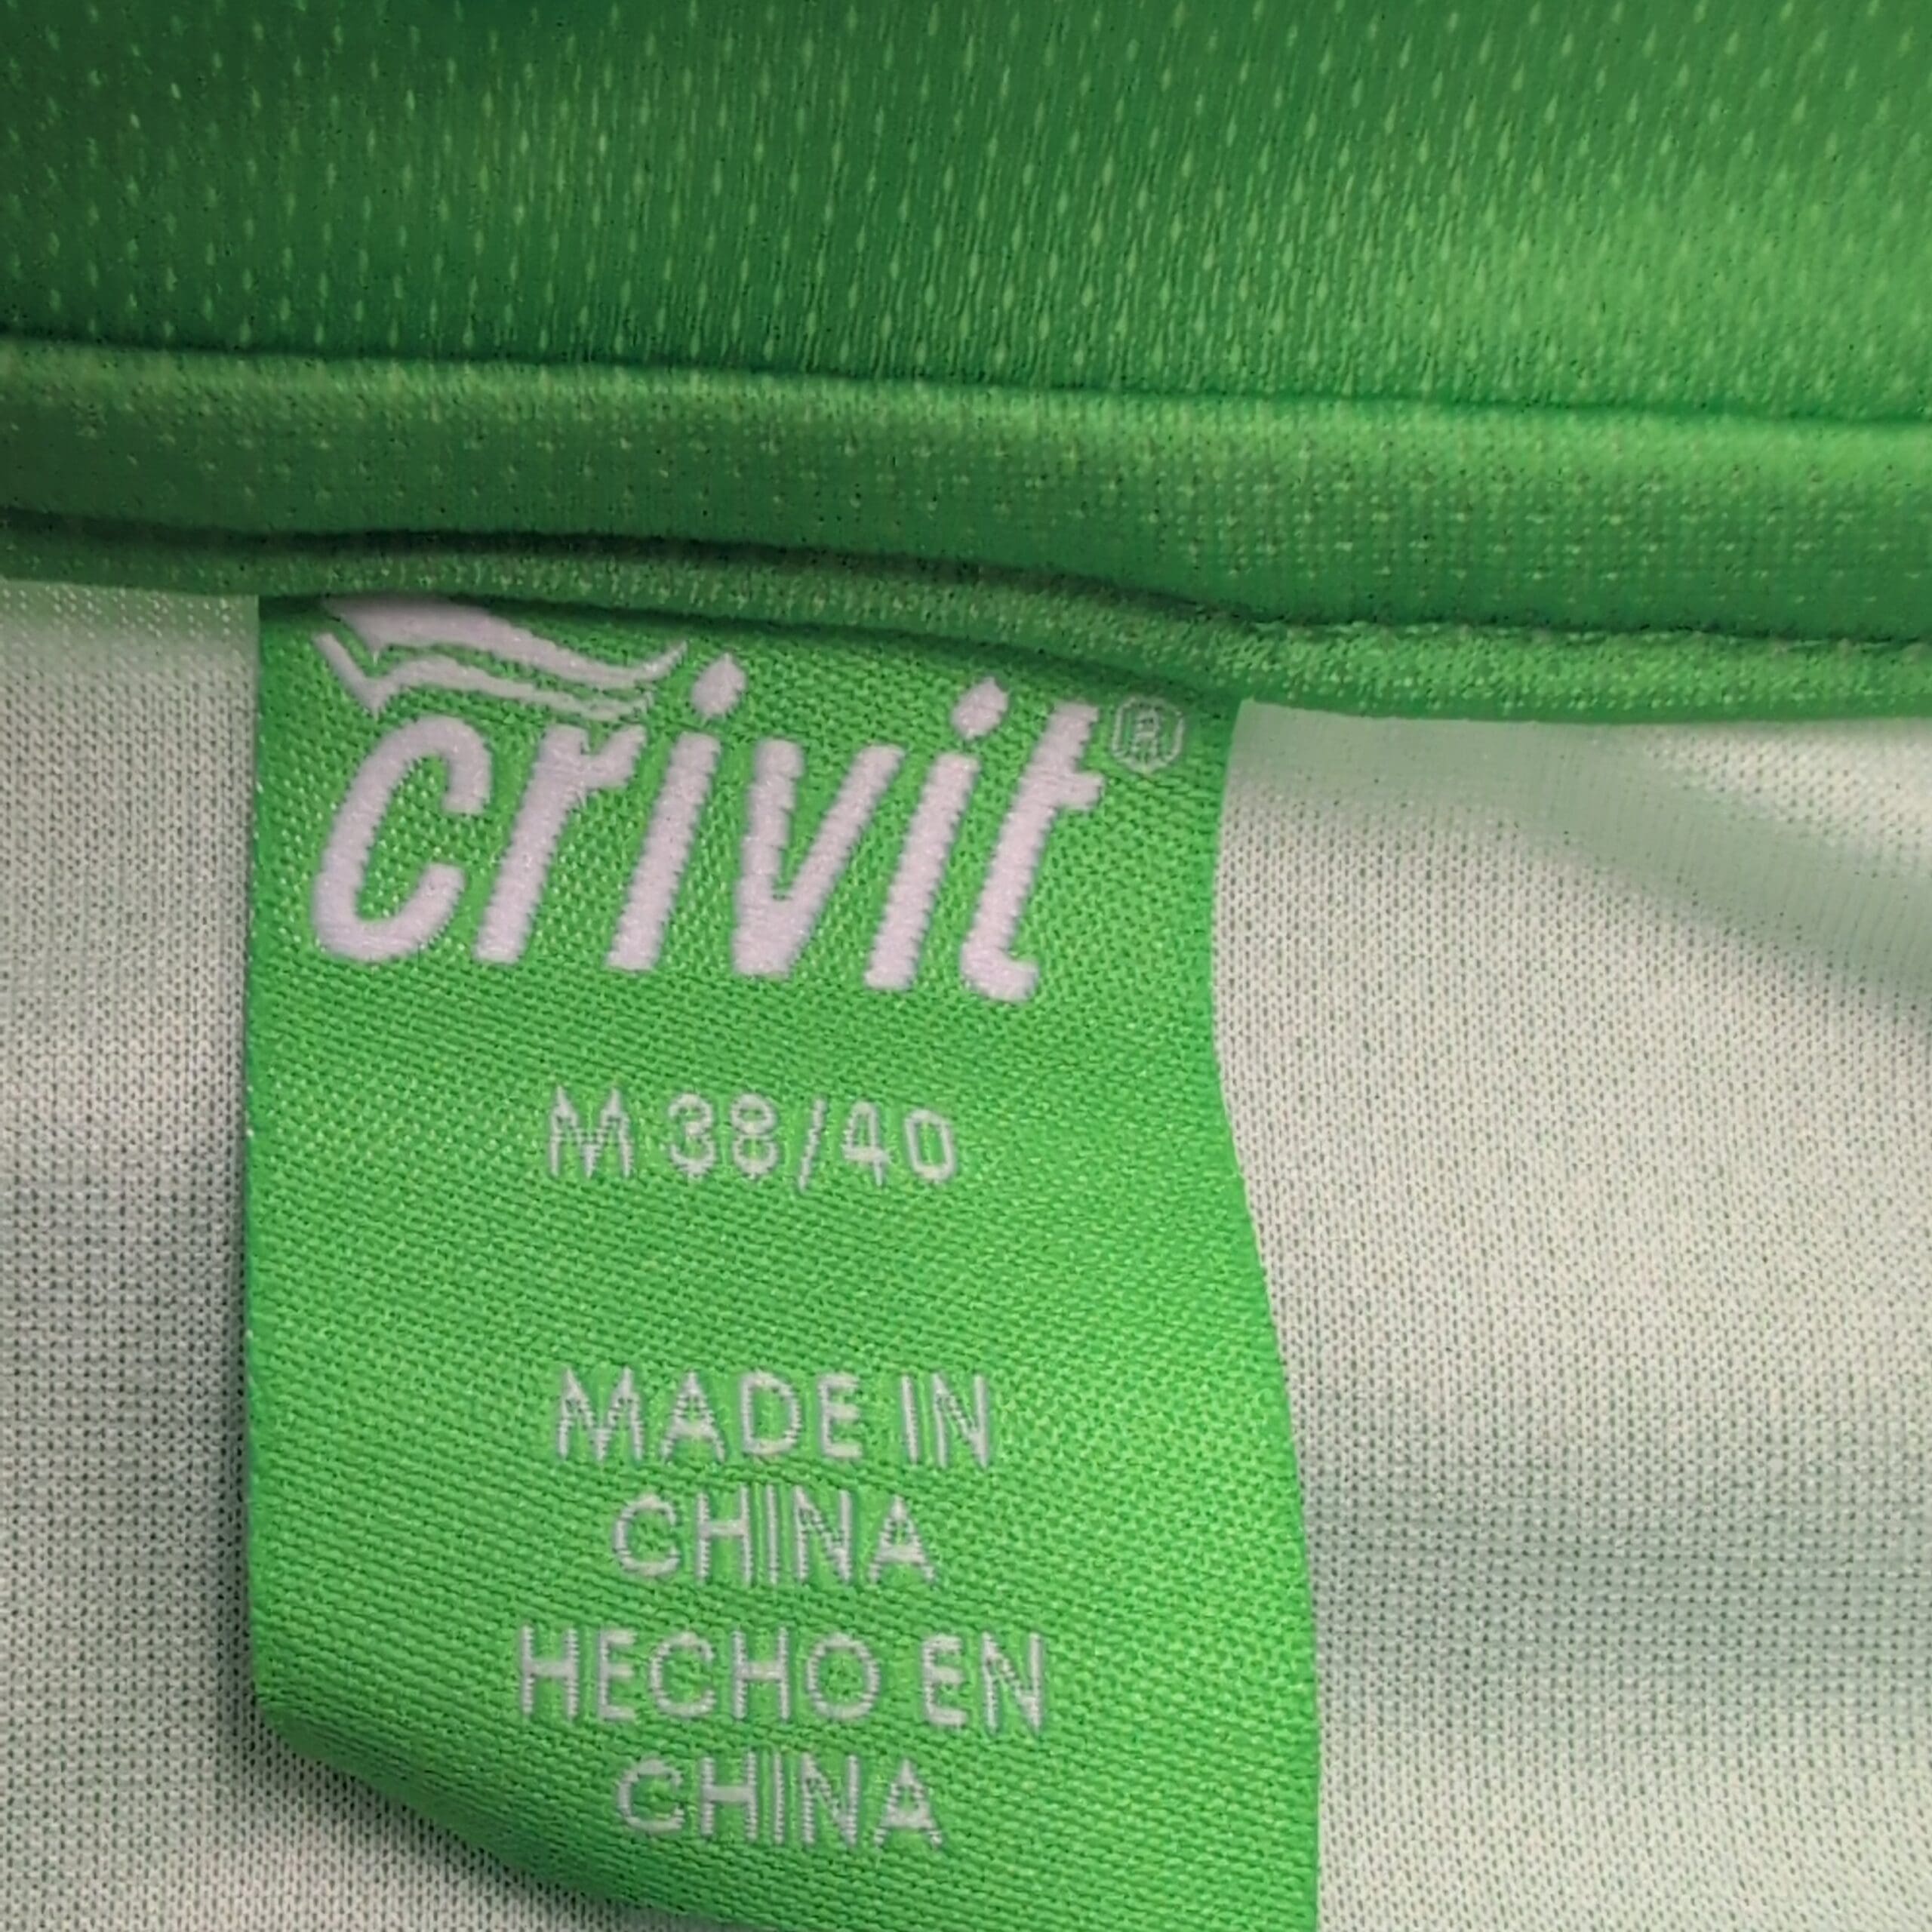 crivit®
M 38/40
MADE IN
CHINA
HECHO EN
CHINA